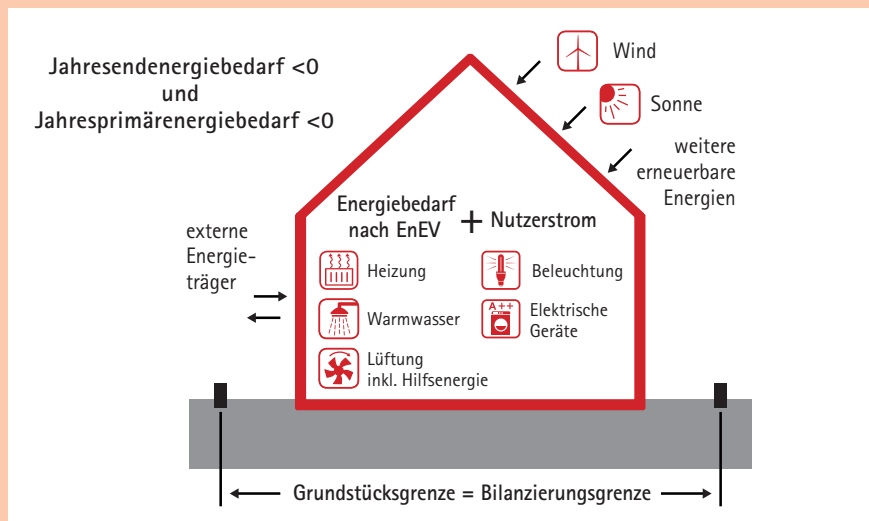 Jahresendenergiebedarf <0
und
Jahresprimärenergiebedarf <0
Wind
Sonne
weitere
erneuerbare
Energien
externe
Energie-
träger
Energiebedarf
nach EnEV
+ Nutzerstrom
Heizung
Warmwasser
Lüftung
inkl. Hilfsenergie
Beleuchtung
A++
Elektrische
Geräte
Grundstücksgrenze = Bilanzierungsgrenze